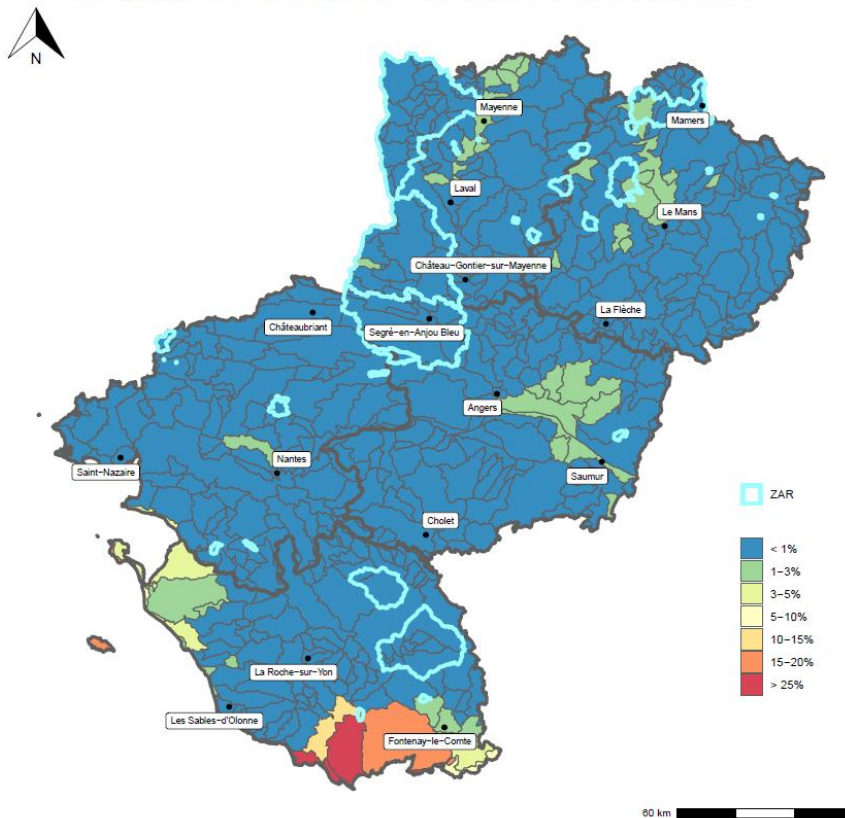 N
Mayenne
Mamers
Laval
Le Mans
Château-Gontier-sur-Mayenne
La Flèche
Châteaubriant
Segré-en-Anjou Bleu
Angers
Nantes
Saint-Nazaire
Saumur
ZAR
Cholet
< 1%
1-3%
3-5%
5-10%
10-15%
15-20%
> 25%
La Roche-sur-Yon
Les Sables-d'Olonne
Fontenay-le-Comte
60 km